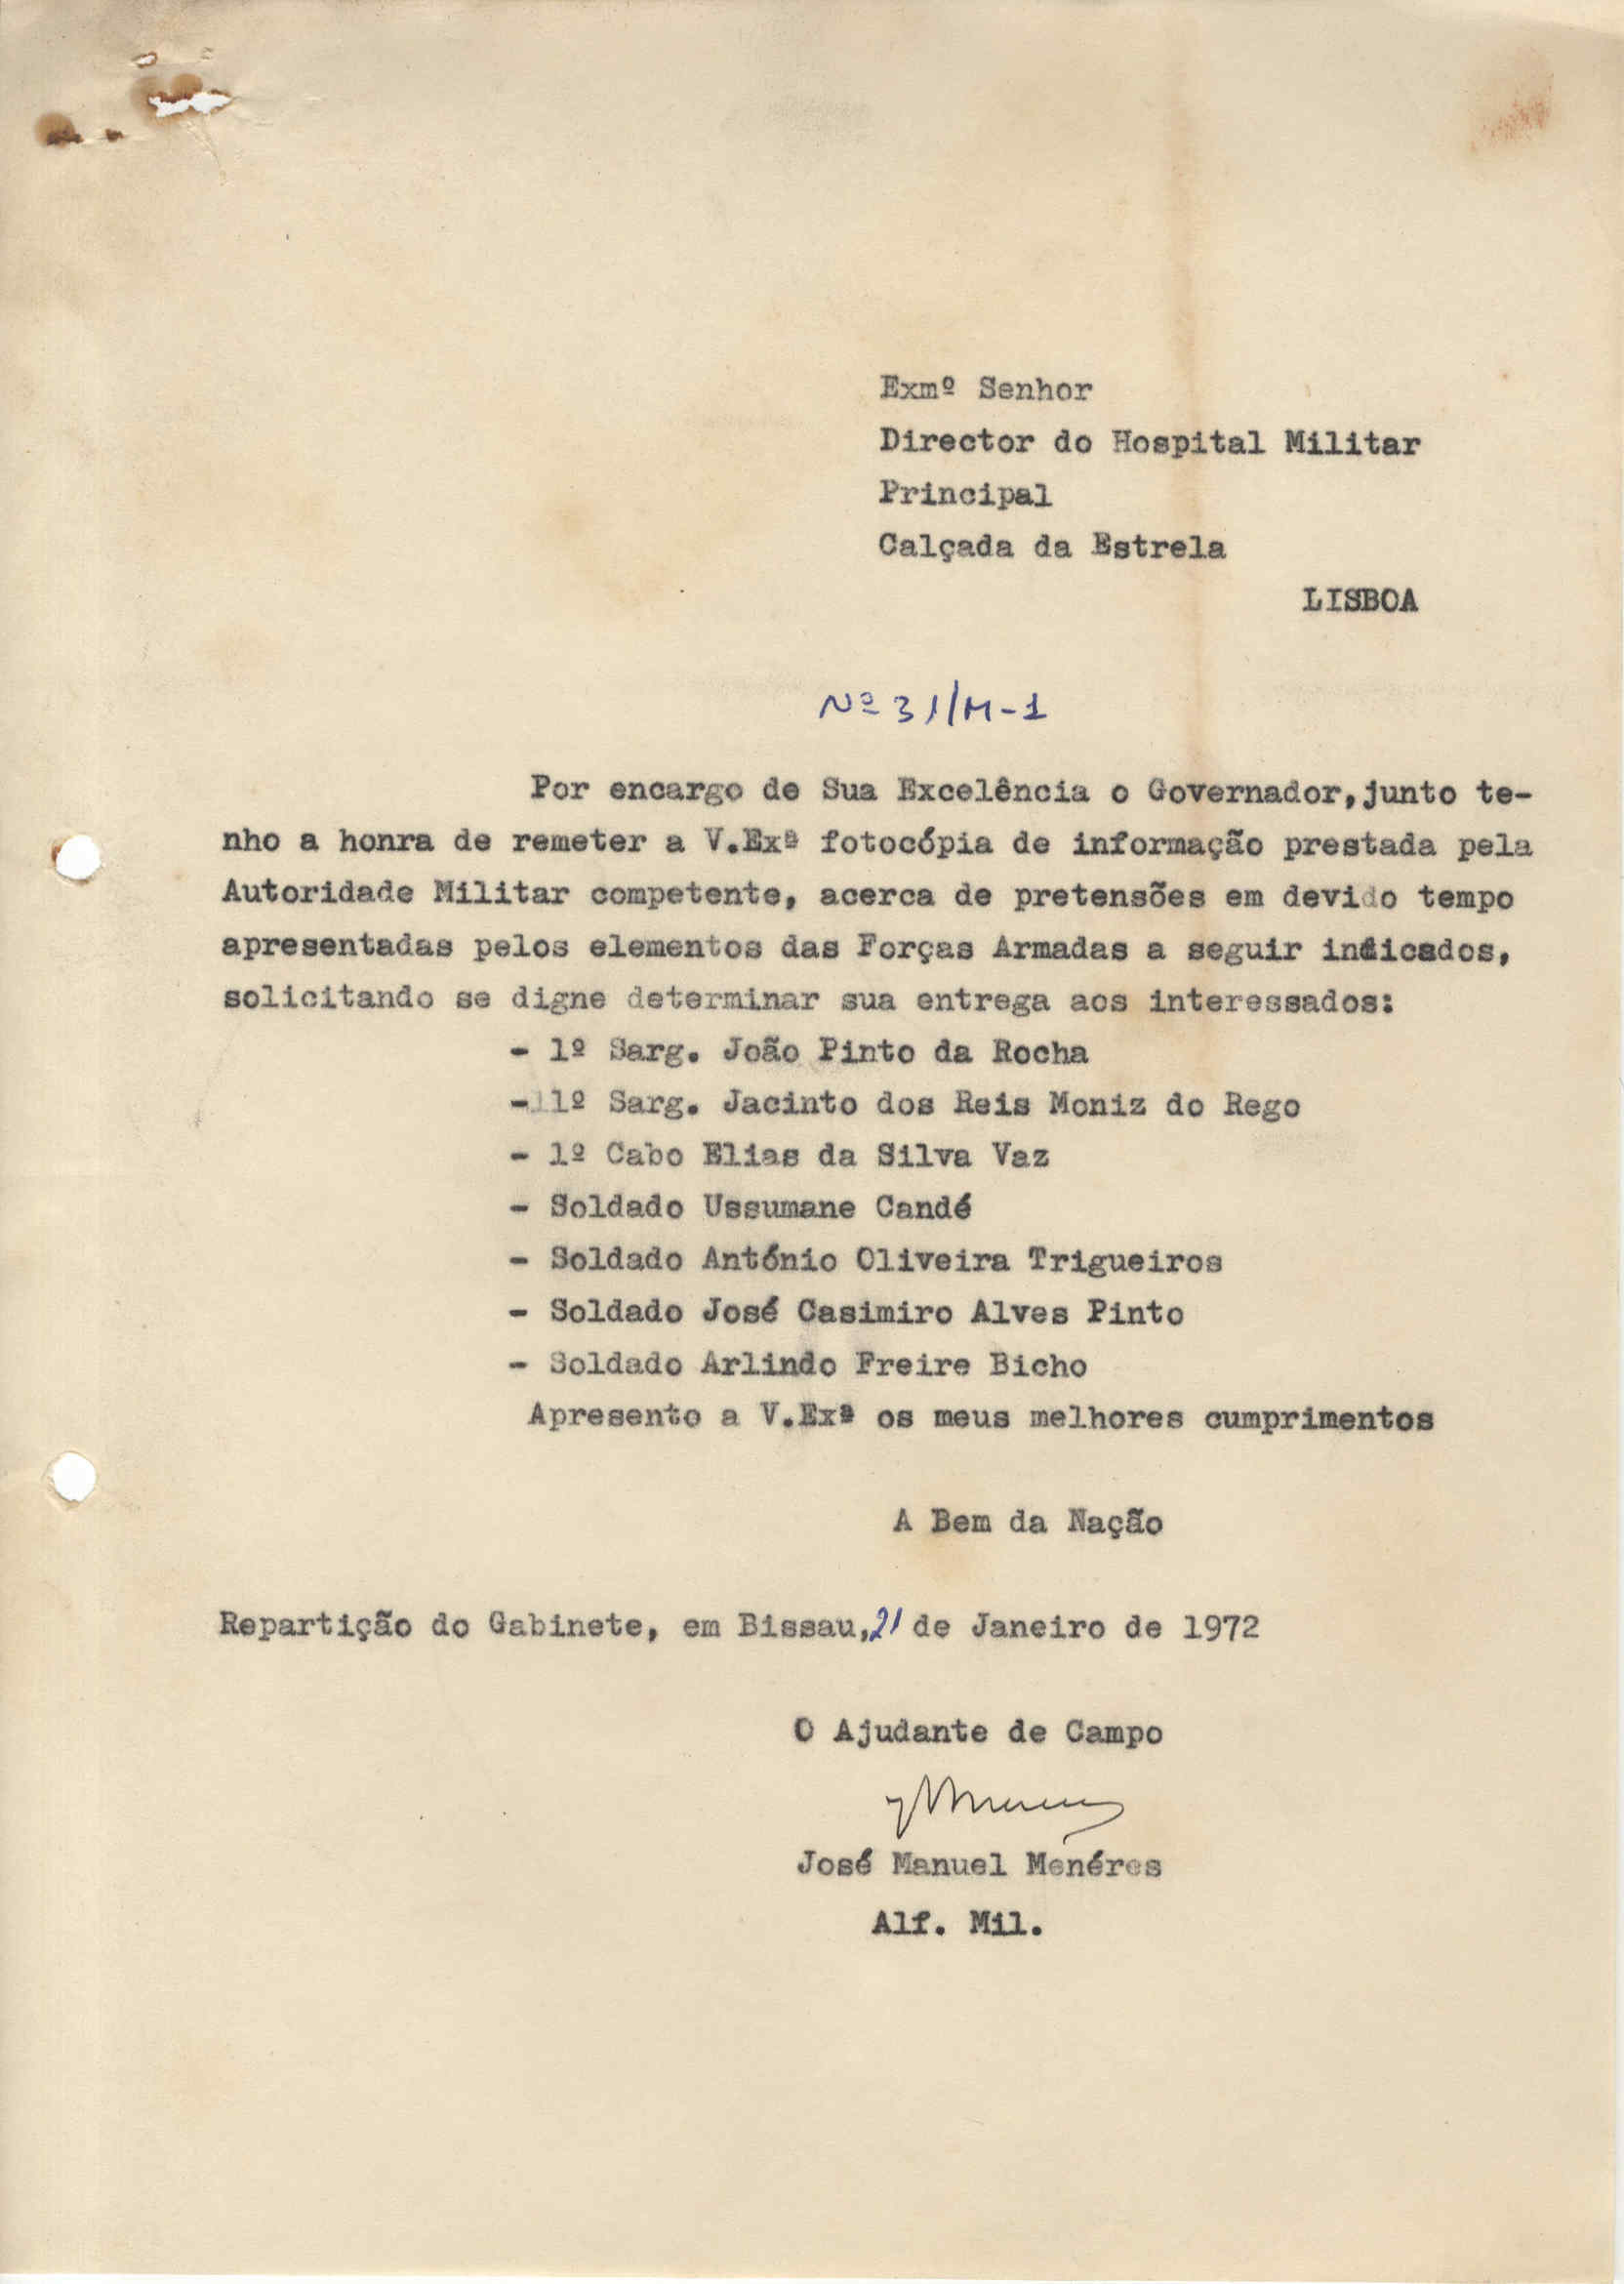 Exmº Senhor
Director do Hospital Militar
Principal
Calçada da Estrela
LISBOA
Nº 31/M-1
Por encargo de Sua Excelência o Governador, junto te-
nho a honra de remeter a V.Exª fotocópia de informação prestada pela
Autoridade Militar competente, acerca de pretensões em devido tempo
apresentadas pelos elementos das Forças Armadas a seguir indicados,
solicitando se digne determinar sua entrega aos interessados:
- 1º Sarg. João Pinto da Rocha
- 1º Sarg. Jacinto dos Reis Moniz do Rego
- 1º Cabo Elias da Silva Vaz
- Soldado Ussumane Candé
- Soldado António Oliveira Trigueiros
- Soldado José Casimiro Alves Pinto
- Soldado Arlindo Freire Bicho
Apresento a V.Exª os meus melhores cumprimentos
A Bem da Nação
Repartição do Gabinete, em Bissau, 21 de Janeiro de 1972
O Ajudante de Campo
José Manuel Menéres
Alf. Mil.